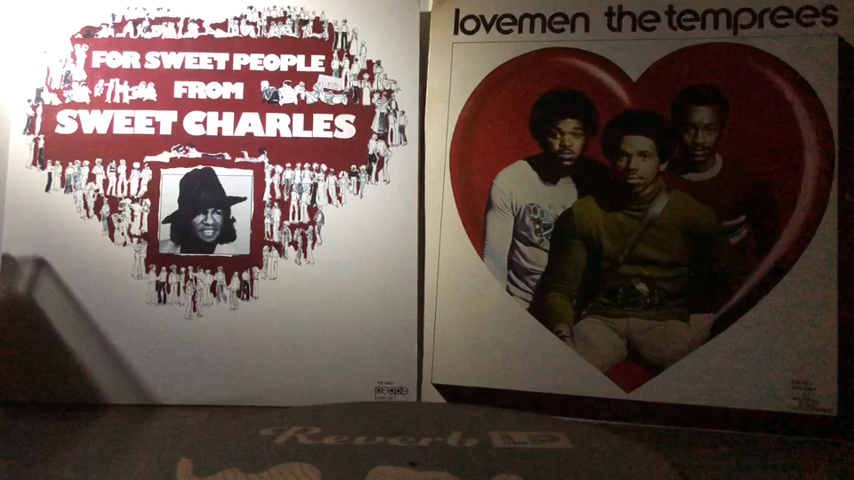 FOR SWEET PEOPLE
FROM
SWEET CHARLES
lovemen the temprees
Reverb LP